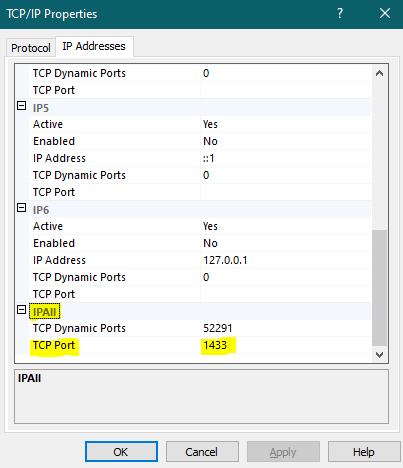 TCP/IP Properties ? ×
Protocol IP Addresses
TCP Dynamic Ports 0
TCP Port
IP5
Active Yes
Enabled No
IP Address ::1
TCP Dynamic Ports 0
TCP Port
IP6
Active Yes
Enabled No
IP Address 127.0.0.1
TCP Dynamic Ports 0
TCP Port
IPAll
TCP Dynamic Ports 52291
TCP Port 1433
IPAll
OK Cancel Apply Help